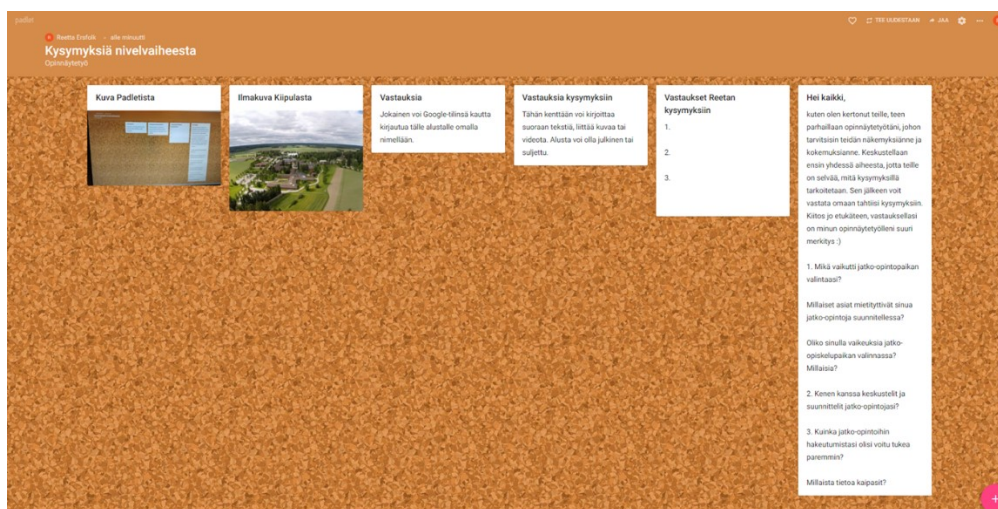 padlet
TEE UUDESTAAN
JAA
alle minuutti
Kysymyksiä nivelvaiheesta
Opinnäytetyö
Kuva Padletista
Ilmakuva Kiipulasta
Vastauksia
Jokainen voi Google-tilinsä kautta
kirjautua tälle alustalle omalla
nimellään.
Vastauksia kysymyksiin
Tähän kenttään voi kirjoittaa
suoraan tekstiä, liittää kuvaa tai
videota. Alusta voi olla julkinen tai
suljettu.
Vastaukset Reetan
kysymyksiin
1.
2.
3.
Hei kaikki,
kuten olen kertonut teille, teen
parhaillaan opinnäytetyötäni, johon
tarvitsisin teidän näkemyksiänne ja
kokemuksianne. Keskustellaan
ensin yhdessä aiheesta, jotta teille
on selvää, mitä kysymyksillä
tarkoitetaan. Sen jälkeen voit
vastata omaan tahtiisi kysymyksiin.
Kiitos jo etukäteen, vastauksellasi
on minun opinnäytetyölleni suuri
merkitys :)
1. Mikä vaikutti jatko-opintopaikan
valintaasi?
Millaiset asiat mietityttivät sinua
jatko-opintoja suunnitellessa?
Oliko sinulla vaikeuksia jatko-
opiskelupaikan valinnassa?
Millaisia?
2. Kenen kanssa keskustelit ja
suunnittelit jatko-opintojasi?
3. Kuinka jatko-opintoihin
hakeutumistasi olisi voitu tukea
paremmin?
Millaista tietoa kaipasit?